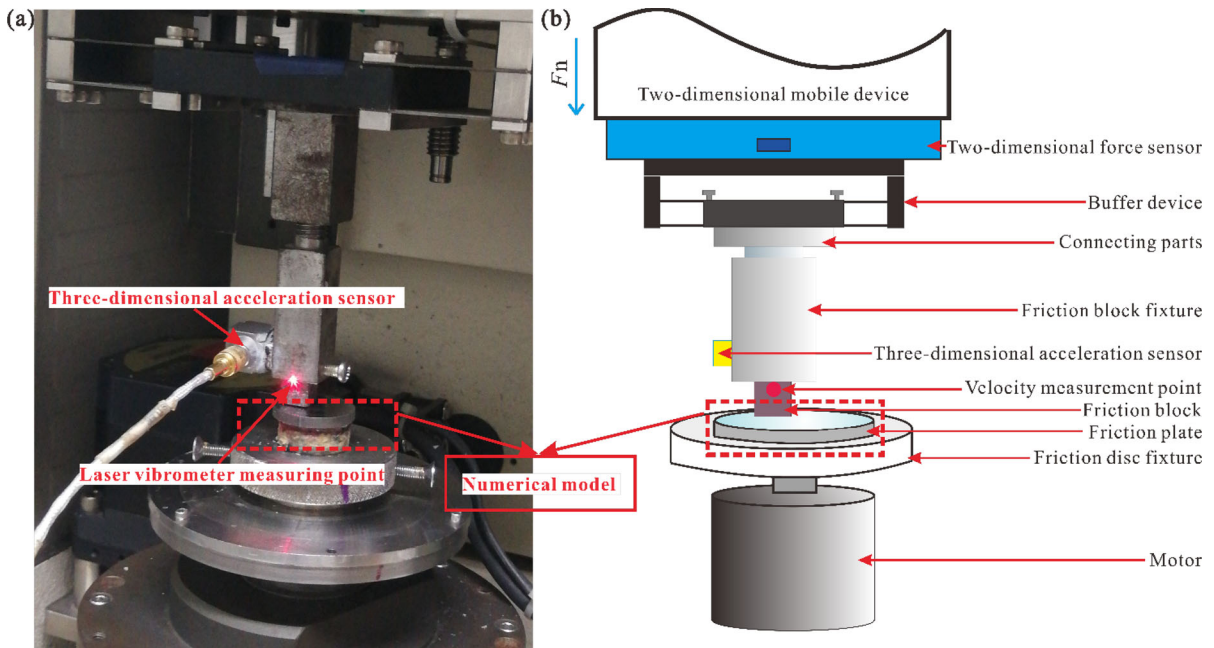 (a)
Three-dimensional acceleration sensor
Laser vibrometer measuring point
Numerical model
(b)
Fn
Two-dimensional mobile device
Two-dimensional force sensor
Buffer device
Connecting parts
Friction block fixture
Three-dimensional acceleration sensor
Velocity measurement point
Friction block
Friction plate
Friction disc fixture
Motor